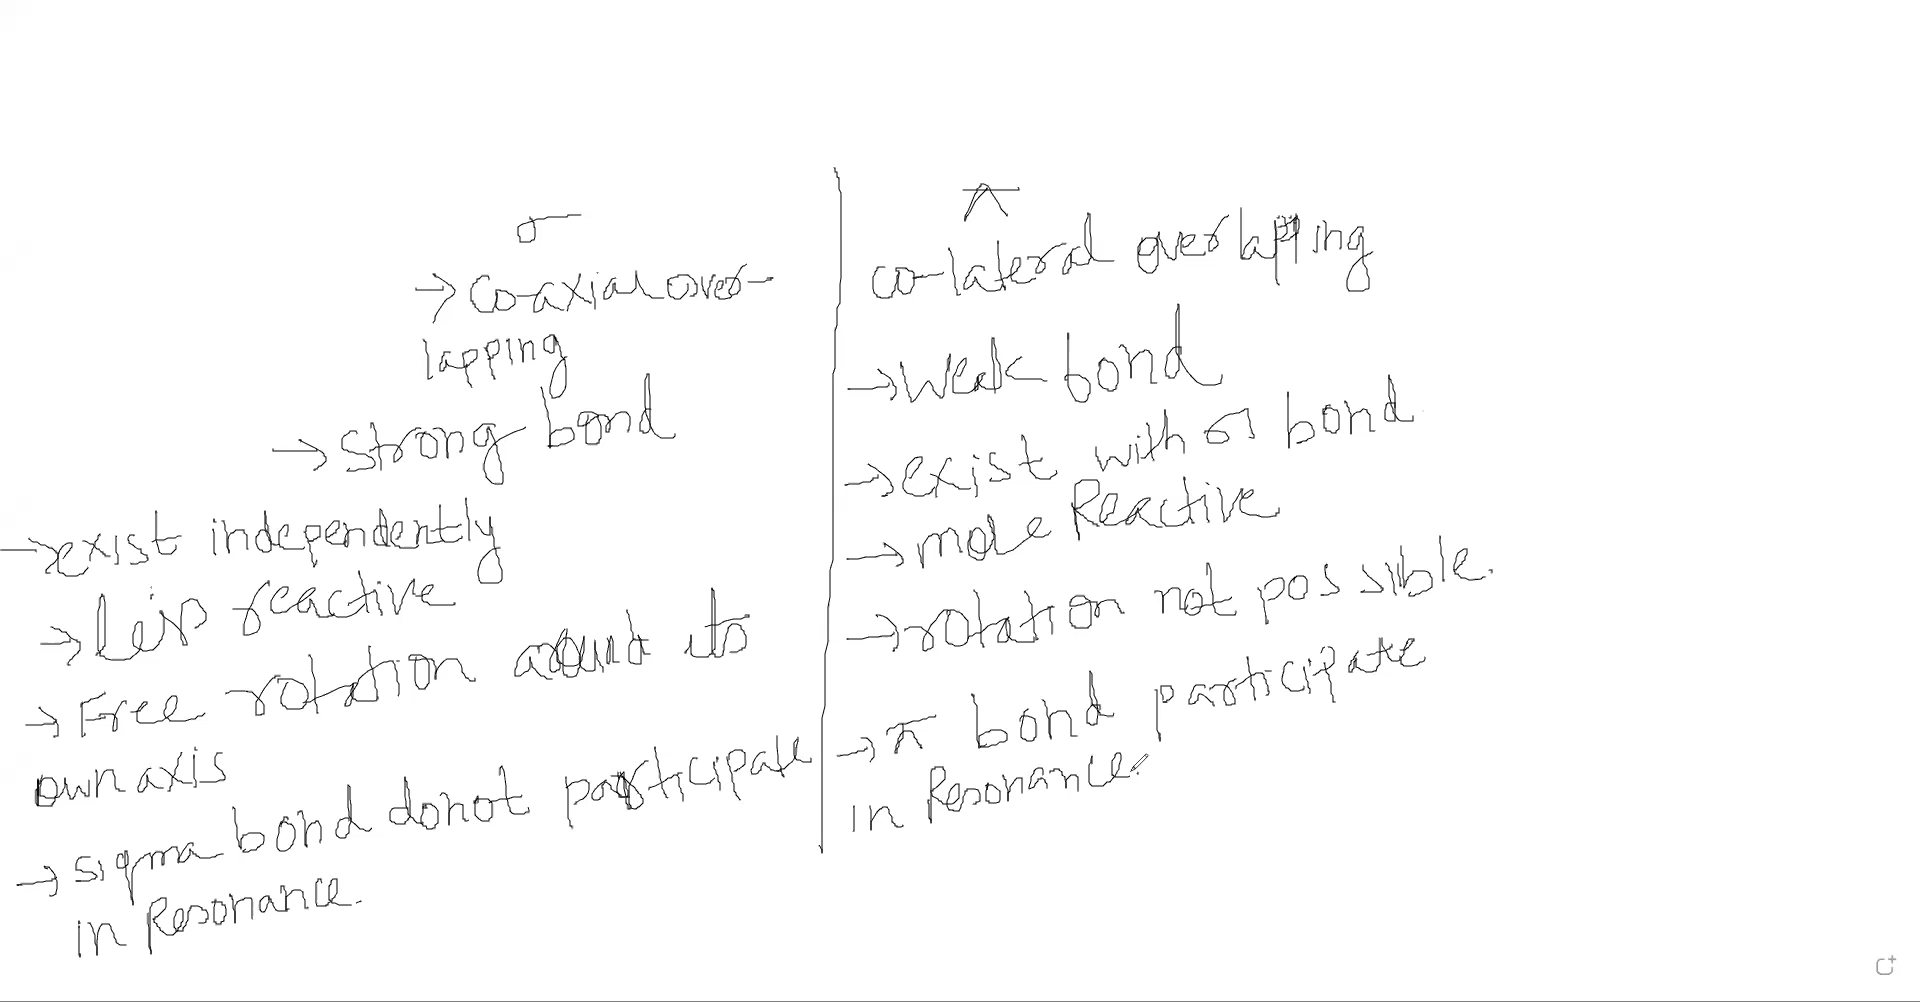 σ
→ Co-axial over-
lapping
→ strong bond
→ exist independently
→ Less reactive
→ Free rotation around its
own axis
→ sigma bond donot participate
in Resonance.
π
co-lateral overlapping
→ Weak bond
→ exist with σ bond
→ more Reactive
→ rotation not possible.
→ π bond participate
in Resonance.